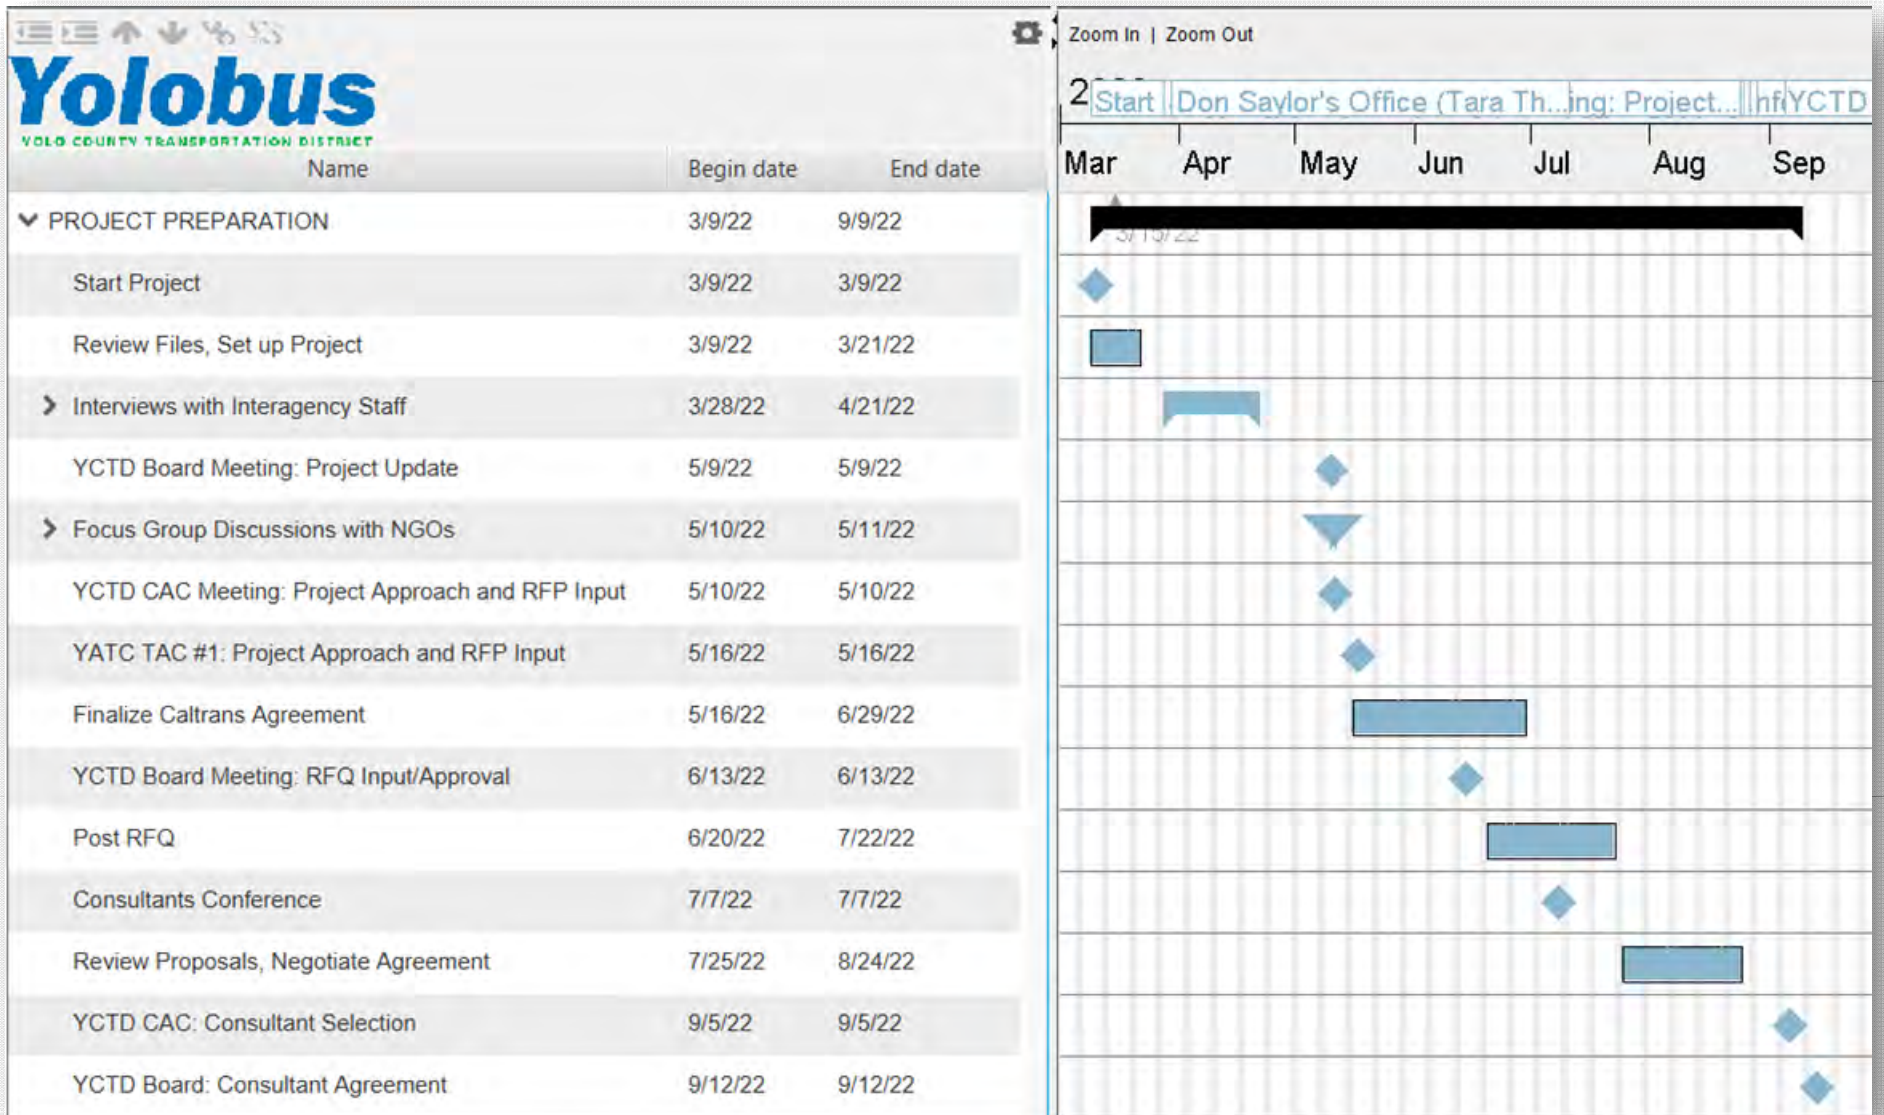 Yolobus
YOLO COUNTY TRANSPORTATION DISTRICT
Name Begin date End date
PROJECT PREPARATION 3/9/22 9/9/22
Start Project 3/9/22 3/9/22
Review Files, Set up Project 3/9/22 3/21/22
Interviews with Interagency Staff 3/28/22 4/21/22
YCTD Board Meeting: Project Update 5/9/22 5/9/22
Focus Group Discussions with NGOs 5/10/22 5/11/22
YCTD CAC Meeting: Project Approach and RFP Input 5/10/22 5/10/22
YATC TAC #1: Project Approach and RFP Input 5/16/22 5/16/22
Finalize Caltrans Agreement 5/16/22 6/29/22
YCTD Board Meeting: RFQ Input/Approval 6/13/22 6/13/22
Post RFQ 6/20/22 7/22/22
Consultants Conference 7/7/22 7/7/22
Review Proposals, Negotiate Agreement 7/25/22 8/24/22
YCTD CAC: Consultant Selection 9/5/22 9/5/22
YCTD Board: Consultant Agreement 9/12/22 9/12/22
Zoom In | Zoom Out
Start Don Saylor's Office (Tara Th...ing: Project... YCTD
Mar Apr May Jun Jul Aug Sep
3/15/22